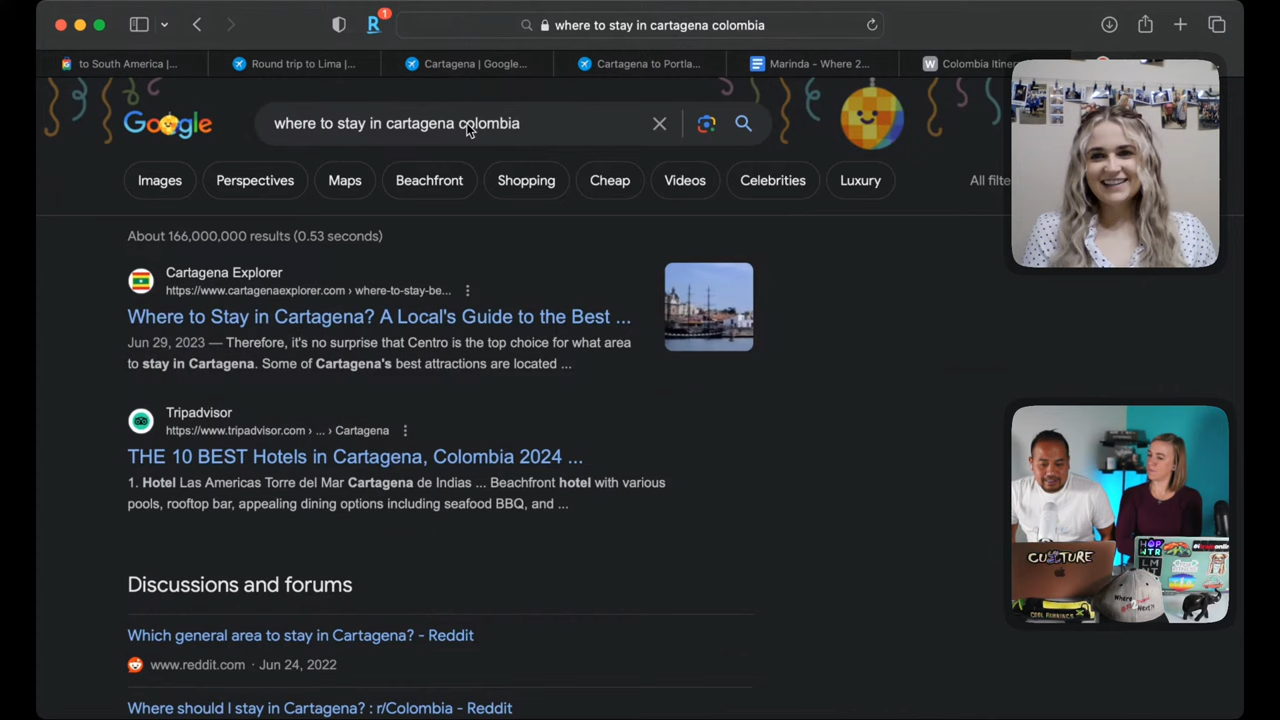 R 1
where to stay in cartagena colombia
to South America |...
Round trip to Lima |...
Cartagena | Google...
Cartagena to Portla...
Marinda - Where 2...
W Colombia Itine
Google
where to stay in cartagena colombia
Images
Perspectives
Maps
Beachfront
Shopping
Cheap
Videos
Celebrities
Luxury
All filte
About 166,000,000 results (0.53 seconds)
Cartagena Explorer
https://www.cartagenaexplorer.com › where-to-stay-be...
Where to Stay in Cartagena? A Local's Guide to the Best ...
Jun 29, 2023 — Therefore, it's no surprise that Centro is the top choice for what area
to stay in Cartagena. Some of Cartagena's best attractions are located ...
Tripadvisor
https://www.tripadvisor.com › ... › Cartagena
THE 10 BEST Hotels in Cartagena, Colombia 2024 ...
1. Hotel Las Americas Torre del Mar Cartagena de Indias ... Beachfront hotel with various
pools, rooftop bar, appealing dining options including seafood BBQ, and ...
Discussions and forums
Which general area to stay in Cartagena? - Reddit
www.reddit.com · Jun 24, 2022
Where should I stay in Cartagena? : r/Colombia - Reddit
CULTURE
COOL RUNNINGS
Where
Next?!